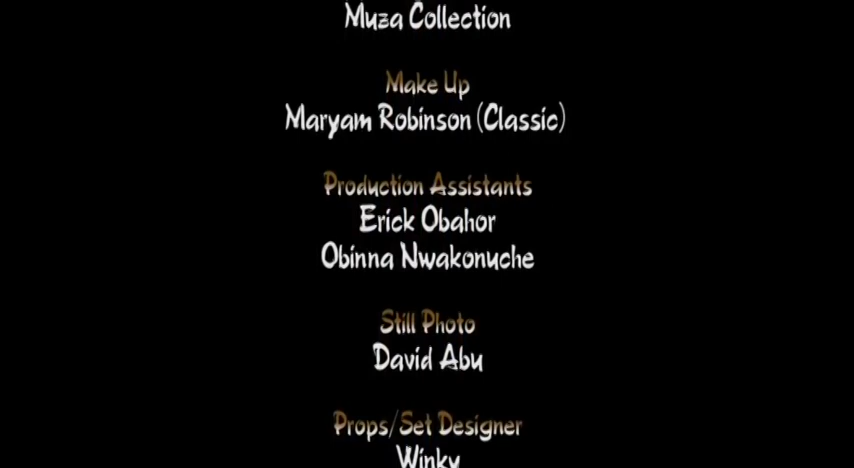 Muza Collection
Make Up
Maryam Robinson (Classic)
Production Assistants
Erick Obahor
Obinna Nwakonuche
Still Photo
David Abu
Props/Set Designer
Winky